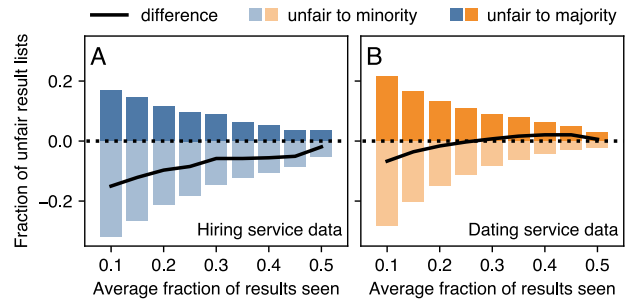 difference unfair to minority unfair to majority
Fraction of unfair result lists
A
B
0.2
0.0
−0.2
Hiring service data
Dating service data
0.1 0.2 0.3 0.4 0.5
0.1 0.2 0.3 0.4 0.5
Average fraction of results seen
Average fraction of results seen